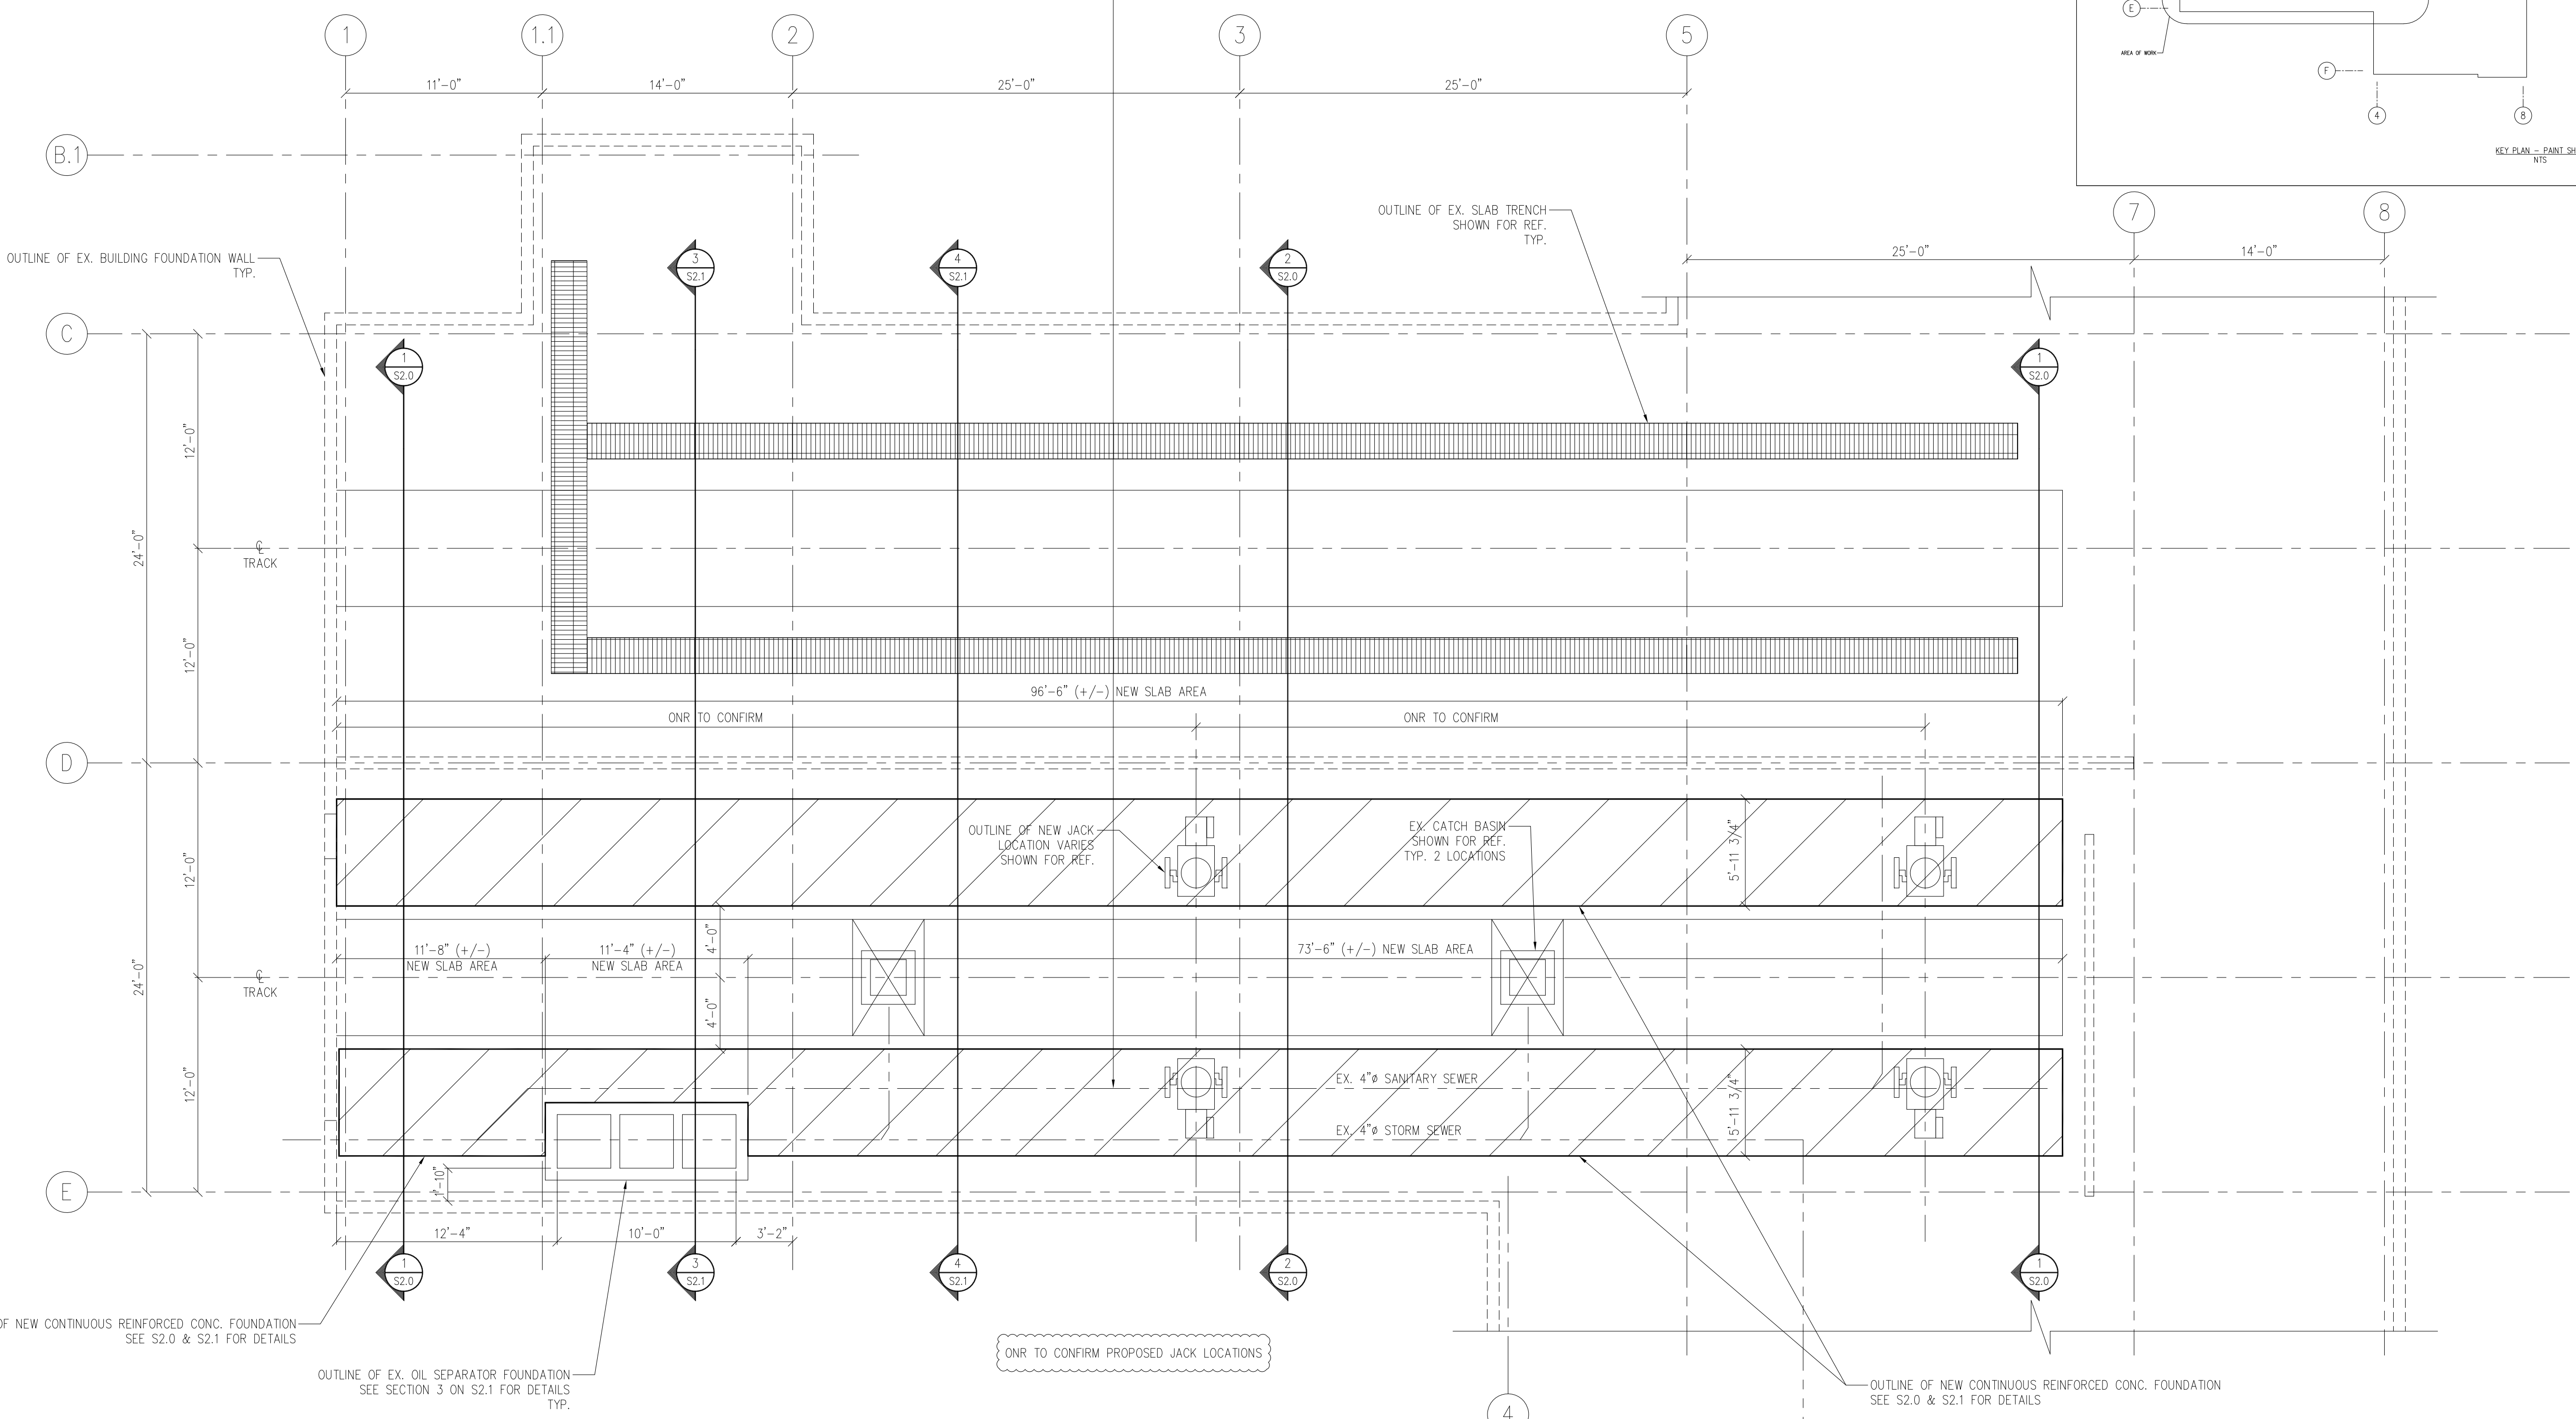 1
1.1
2
3
5
11'-0"
14'-0"
25'-0"
25'-0"
E
AREA OF WORK
F
4
8
KEY PLAN - PAINT
NTS
B.1
7
8
25'-0"
14'-0"
OUTLINE OF EX. SLAB TRENCH
SHOWN FOR REF.
TYP.
OUTLINE OF EX. BUILDING FOUNDATION WALL
TYP.
3
S2.1
4
S2.1
2
S2.0
C
1
S2.0
1
S2.0
12'-0"
24'-0"
℄
TRACK
12'-0"
96'-6" (+/-) NEW SLAB AREA
ONR TO CONFIRM
ONR TO CONFIRM
D
OUTLINE OF NEW JACK
LOCATION VARIES
SHOWN FOR REF.
EX. CATCH BASIN
SHOWN FOR REF.
TYP. 2 LOCATIONS
5'-11 3/4"
12'-0"
4'-0"
11'-8" (+/-)
NEW SLAB AREA
11'-4" (+/-)
NEW SLAB AREA
73'-6" (+/-) NEW SLAB AREA
24'-0"
℄
TRACK
4'-0"
12'-0"
EX. 4"ø SANITARY SEWER
EX. 4"ø STORM SEWER
5'-11 3/4"
1'-10"
E
12'-4"
10'-0"
3'-2"
1
S2.0
3
S2.1
4
S2.1
2
S2.0
1
S2.0
OF NEW CONTINUOUS REINFORCED CONC. FOUNDATION
SEE S2.0 & S2.1 FOR DETAILS
ONR TO CONFIRM PROPOSED JACK LOCATIONS
OUTLINE OF EX. OIL SEPARATOR FOUNDATION
SEE SECTION 3 ON S2.1 FOR DETAILS
TYP.
OUTLINE OF NEW CONTINUOUS REINFORCED CONC. FOUNDATION
SEE S2.0 & S2.1 FOR DETAILS
4